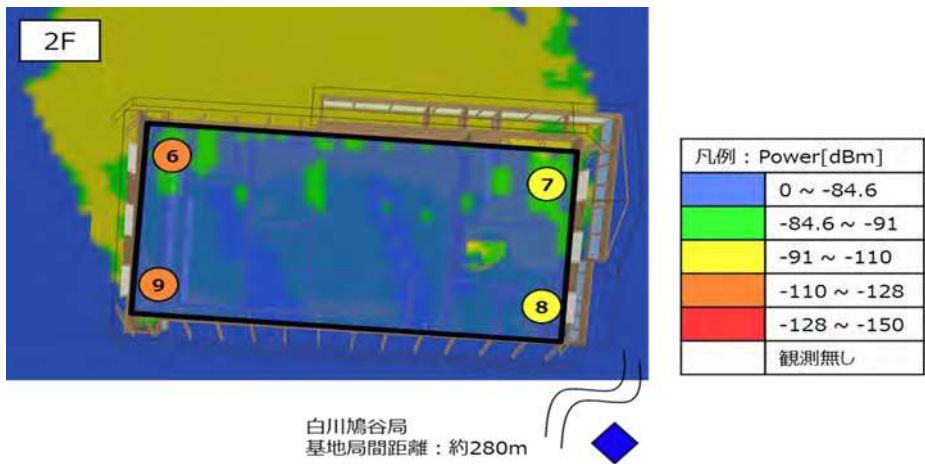 2F
6
7
9
8
凡例：Power[dBm]
0 ~ -84.6
-84.6 ~ -91
-91 ~ -110
-110 ~ -128
-128 ~ -150
観測無し
白川鳩谷局
基地局間距離：約280m